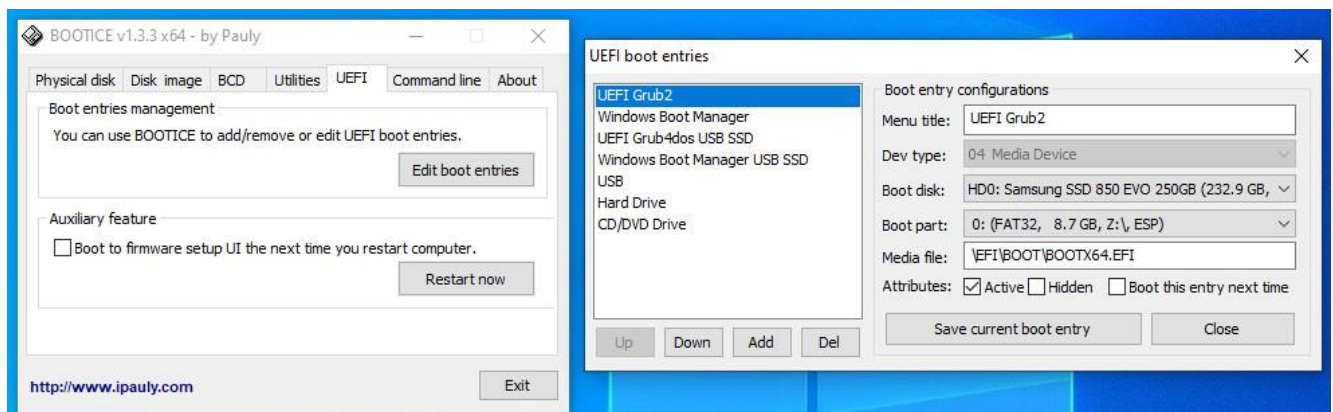 BOOTICE v1.3.3 x64 - by Pauly
Physical disk Disk image BCD Utilities UEFI Command line About
Boot entries management
You can use BOOTICE to add/remove or edit UEFI boot entries.
Edit boot entries
Auxiliary feature
Boot to firmware setup UI the next time you restart computer.
Restart now
http://www.ipauly.com
Exit
UEFI boot entries
UEFI Grub2
Windows Boot Manager
UEFI Grub4dos USB SSD
Windows Boot Manager USB SSD
USB
Hard Drive
CD/DVD Drive
Up Down Add Del
Boot entry configurations
Menu title: UEFI Grub2
Dev type: 04 Media Device
Boot disk: HD0: Samsung SSD 850 EVO 250GB (232.9 GB,
Boot part: 0: (FAT32, 8.7 GB, Z:\, ESP)
Media file: \EFI\BOOT\BOOTX64.EFI
Attributes: Active Hidden Boot this entry next time
Save current boot entry Close